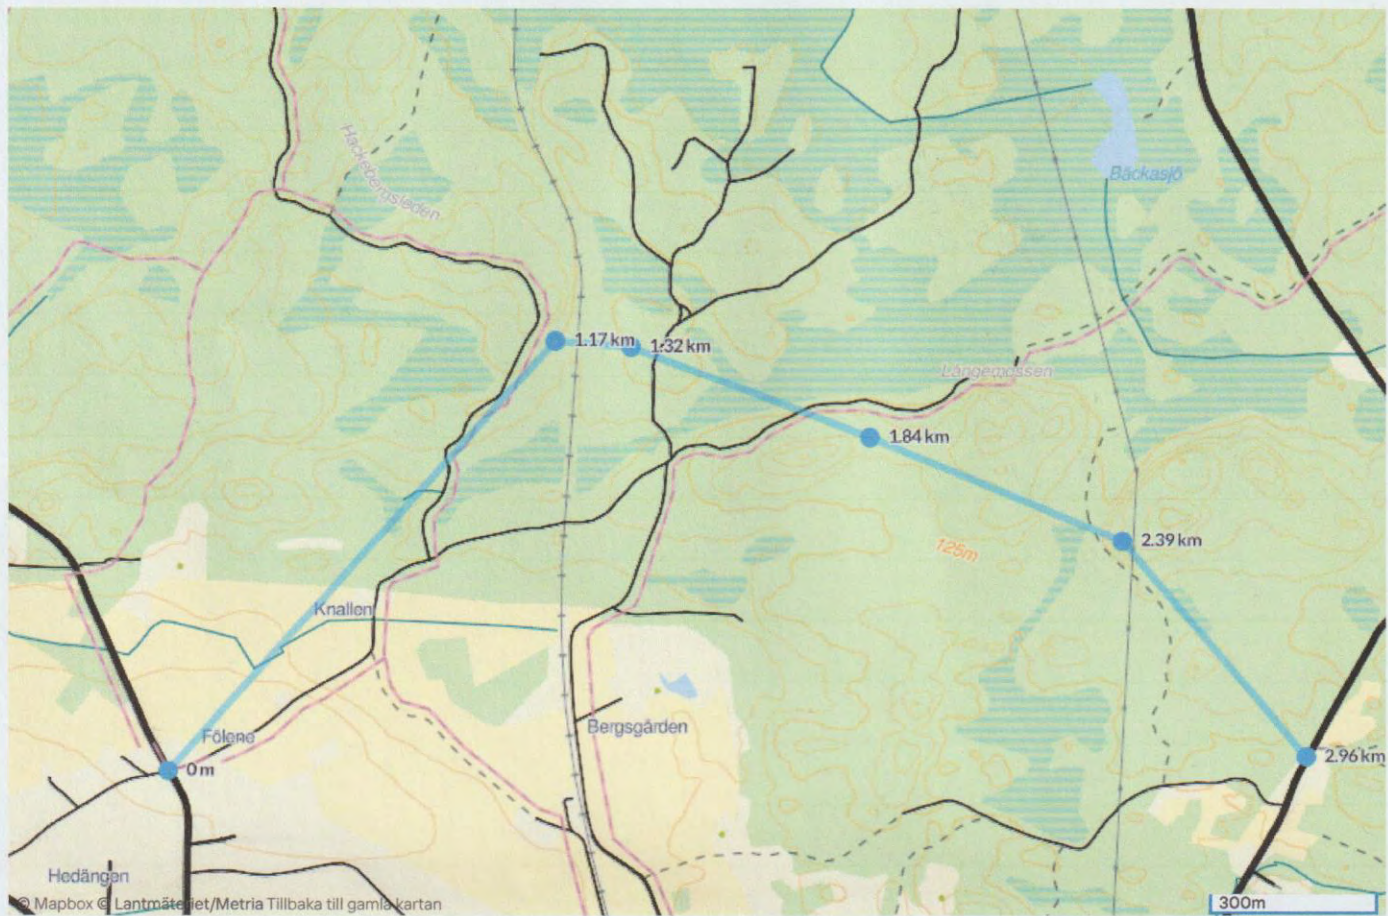 Hackebergsleden
Bäckasjö
1.17 km
1.32 km
Långemossen
1.84 km
2.39 km
125m
Knallen
Fölene
Bergsgården
0 m
2.96 km
Hedängen
© Mapbox © Lantmäteriet/Metria Tillbaka till gamla kartan
300m